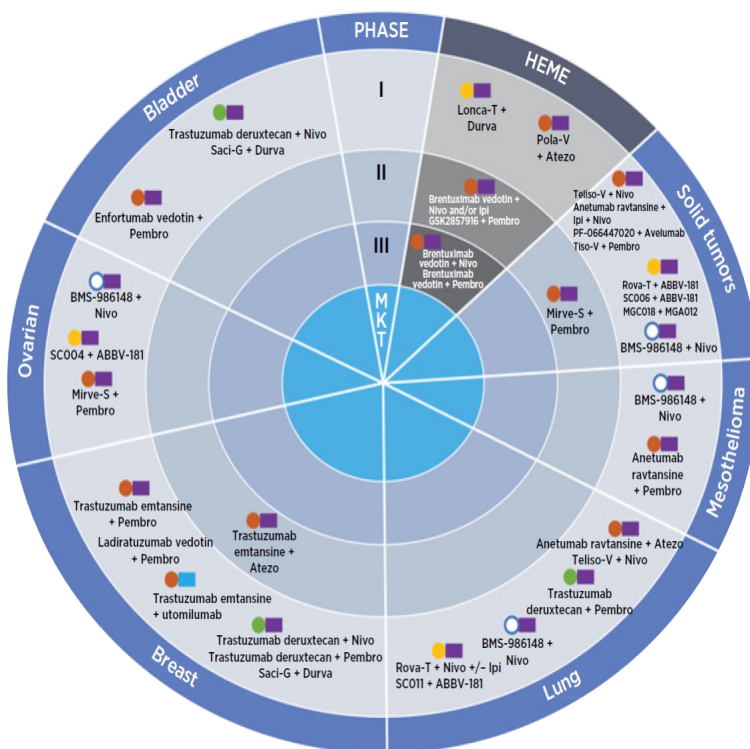 PHASE
I
II
III
MKT
HEME
Lonca-T +
Durva
Pola-V
+ Atezo
Brentuximab vedotin +
Nivo and/or Ipi
GSK2857916 + Pembro
Brentuximab
vedotin + Nivo
Brentuximab
vedotin + Pembro
Solid tumors
Teliso-V + Nivo
Anetumab ravtansine +
Ipi + Nivo
PF-066447020 + Avelumab
Tiso-V + Pembro
Rova-T + ABBV-181
SC006 + ABBV-181
MGC018 + MGA012
BMS-986148 + Nivo
Mirve-S +
Pembro
Mesothelioma
BMS-986148 +
Nivo
Anetumab
ravtansine
+ Pembro
Lung
Anetumab ravtansine + Atezo
Teliso-V + Nivo
Trastuzumab
deruxtecan + Pembro
BMS-986148 +
Nivo
Rova-T + Nivo +/– Ipi
SC011 + ABBV-181
Breast
Trastuzumab emtansine
+ Pembro
Ladiratuzumab vedotin
+ Pembro
Trastuzumab emtansine
+ utomilumab
Trastuzumab
emtansine +
Atezo
Trastuzumab deruxtecan + Nivo
Trastuzumab deruxtecan + Pembro
Saci-G + Durva
Ovarian
BMS-986148 +
Nivo
SC004 + ABBV-181
Mirve-S +
Pembro
Bladder
Trastuzumab deruxtecan + Nivo
Saci-G + Durva
Enfortumab vedotin +
Pembro